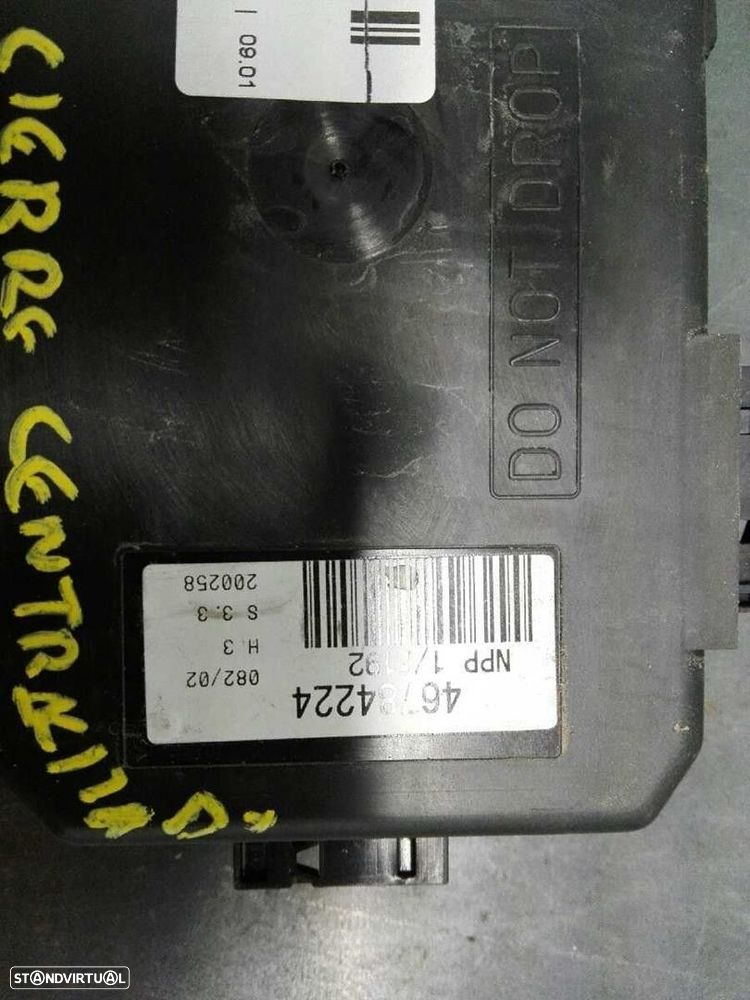 | 09.01
DO NOT DROP
CIERRE CENTRALIZ
D.
46784224
NPP 1/
082/02
H.3
S 3.3
200258
STANDVIRTUAL